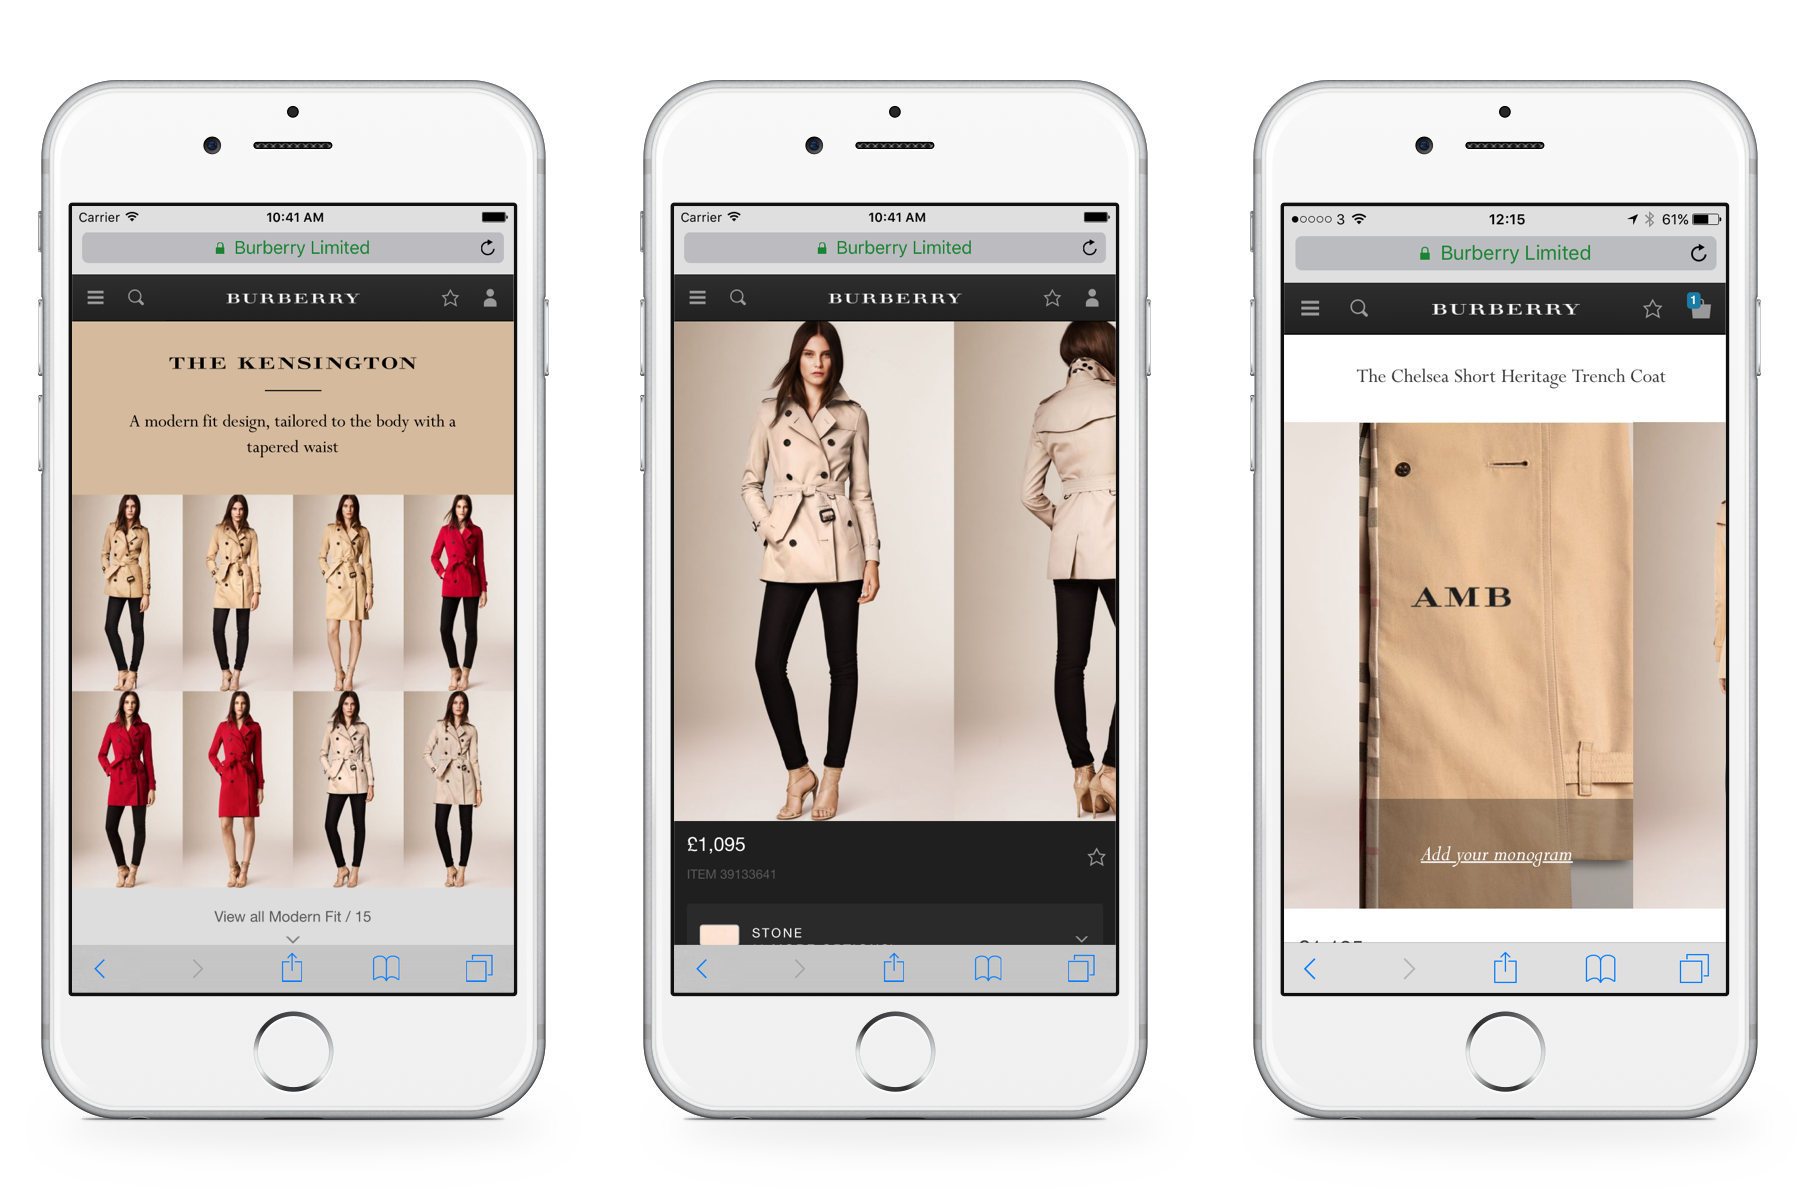 Carrier
10:41 AM
Burberry Limited
BURBERRY
THE KENSINGTON
A modern fit design, tailored to the body with a
tapered waist
View all Modern Fit / 15
Carrier
10:41 AM
Burberry Limited
BURBERRY
£1,095
ITEM 39133641
STONE
3
12:15
61%
Burberry Limited
BURBERRY
1
The Chelsea Short Heritage Trench Coat
AMB
Add your monogram